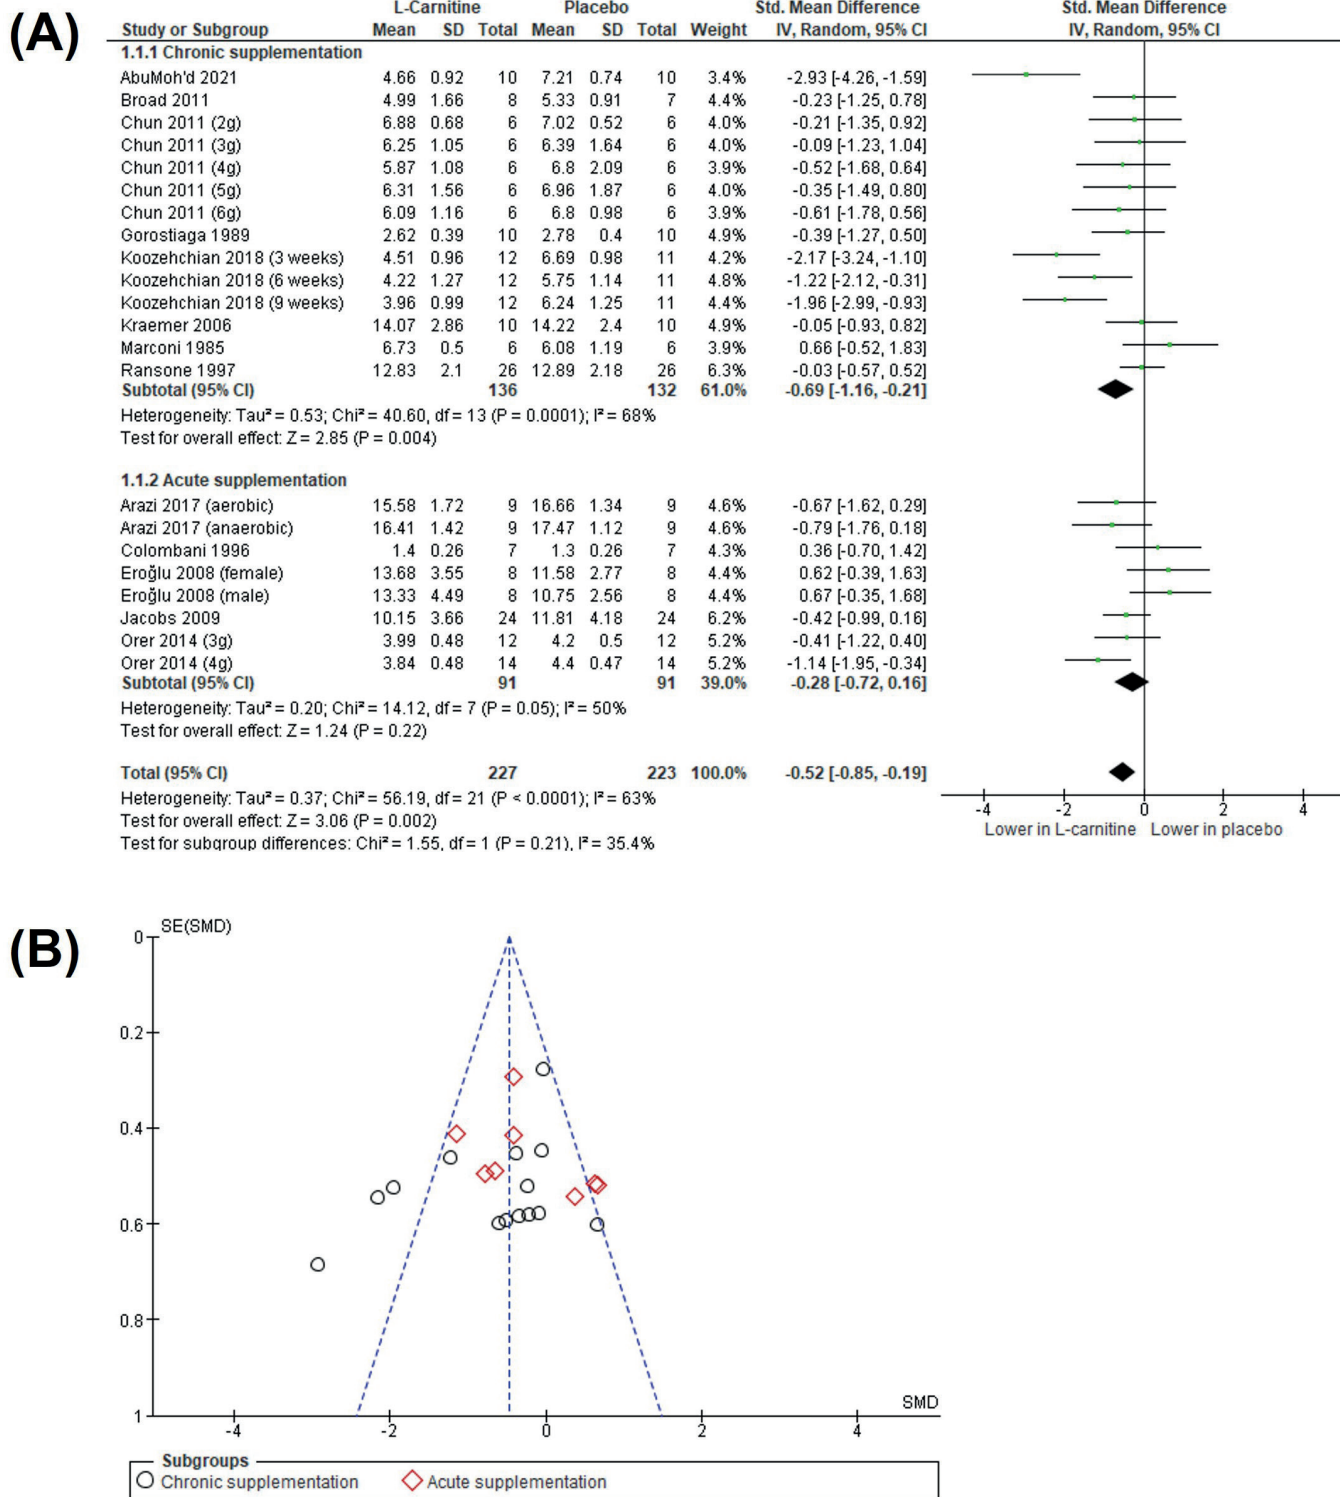 (A)
L-Carnitine Placebo Std. Mean Difference Std. Mean Difference
Study or Subgroup Mean SD Total Mean SD Total Weight IV, Random, 95% CI IV, Random, 95% CI
1.1.1 Chronic supplementation
AbuMoh'd 2021 4.66 0.92 10 7.21 0.74 10 3.4% -2.93 [-4.26, -1.59]
Broad 2011 4.99 1.66 8 5.33 0.91 7 4.4% -0.23 [-1.25, 0.78]
Chun 2011 (2g) 6.88 0.68 6 7.02 0.52 6 4.0% -0.21 [-1.35, 0.92]
Chun 2011 (3g) 6.25 1.05 6 6.39 1.64 6 4.0% -0.09 [-1.23, 1.04]
Chun 2011 (4g) 5.87 1.08 6 6.8 2.09 6 3.9% -0.52 [-1.68, 0.64]
Chun 2011 (5g) 6.31 1.56 6 6.96 1.87 6 4.0% -0.35 [-1.49, 0.80]
Chun 2011 (6g) 6.09 1.16 6 6.8 0.98 6 3.9% -0.61 [-1.78, 0.56]
Gorostiaga 1989 2.62 0.39 10 2.78 0.4 10 4.9% -0.39 [-1.27, 0.50]
Koozehchian 2018 (3 weeks) 4.51 0.96 12 6.69 0.98 11 4.2% -2.17 [-3.24, -1.10]
Koozehchian 2018 (6 weeks) 4.22 1.27 12 5.75 1.14 11 4.8% -1.22 [-2.12, -0.31]
Koozehchian 2018 (9 weeks) 3.96 0.99 12 6.24 1.25 11 4.4% -1.96 [-2.99, -0.93]
Kraemer 2006 14.07 2.86 10 14.22 2.4 10 4.9% -0.05 [-0.93, 0.82]
Marconi 1985 6.73 0.5 6 6.08 1.19 6 3.9% 0.66 [-0.52, 1.83]
Ransone 1997 12.83 2.1 26 12.89 2.18 26 6.3% -0.03 [-0.57, 0.52]
Subtotal (95% CI) 136 132 61.0% -0.69 [-1.16, -0.21]
Heterogeneity: Tau² = 0.53; Chi² = 40.60, df = 13 (P = 0.0001); I² = 68%
Test for overall effect: Z = 2.85 (P = 0.004)
1.1.2 Acute supplementation
Arazi 2017 (aerobic) 15.58 1.72 9 16.66 1.34 9 4.6% -0.67 [-1.62, 0.29]
Arazi 2017 (anaerobic) 16.41 1.42 9 17.47 1.12 9 4.6% -0.79 [-1.76, 0.18]
Colombani 1996 1.4 0.26 7 1.3 0.26 7 4.3% 0.36 [-0.70, 1.42]
Eroğlu 2008 (female) 13.68 3.55 8 11.58 2.77 8 4.4% 0.62 [-0.39, 1.63]
Eroğlu 2008 (male) 13.33 4.49 8 10.75 2.56 8 4.4% 0.67 [-0.35, 1.68]
Jacobs 2009 10.15 3.66 24 11.81 4.18 24 6.2% -0.42 [-0.99, 0.16]
Orer 2014 (3g) 3.99 0.48 12 4.2 0.5 12 5.2% -0.41 [-1.22, 0.40]
Orer 2014 (4g) 3.84 0.48 14 4.4 0.47 14 5.2% -1.14 [-1.95, -0.34]
Subtotal (95% CI) 91 91 39.0% -0.28 [-0.72, 0.16]
Heterogeneity: Tau² = 0.20; Chi² = 14.12, df = 7 (P = 0.05); I² = 50%
Test for overall effect: Z = 1.24 (P = 0.22)
Total (95% CI) 227 223 100.0% -0.52 [-0.85, -0.19]
Heterogeneity: Tau² = 0.37; Chi² = 56.19, df = 21 (P < 0.0001); I² = 63%
Test for overall effect: Z = 3.06 (P = 0.002)
Test for subgroup differences: Chi² = 1.55, df = 1 (P = 0.21), I² = 35.4%
-4 -2 0 2 4
Lower in L-carnitine Lower in placebo
(B)
SE(SMD)
0
0.2
0.4
0.6
0.8
1
SMD
-4 -2 0 2 4
Subgroups
Chronic supplementation Acute supplementation